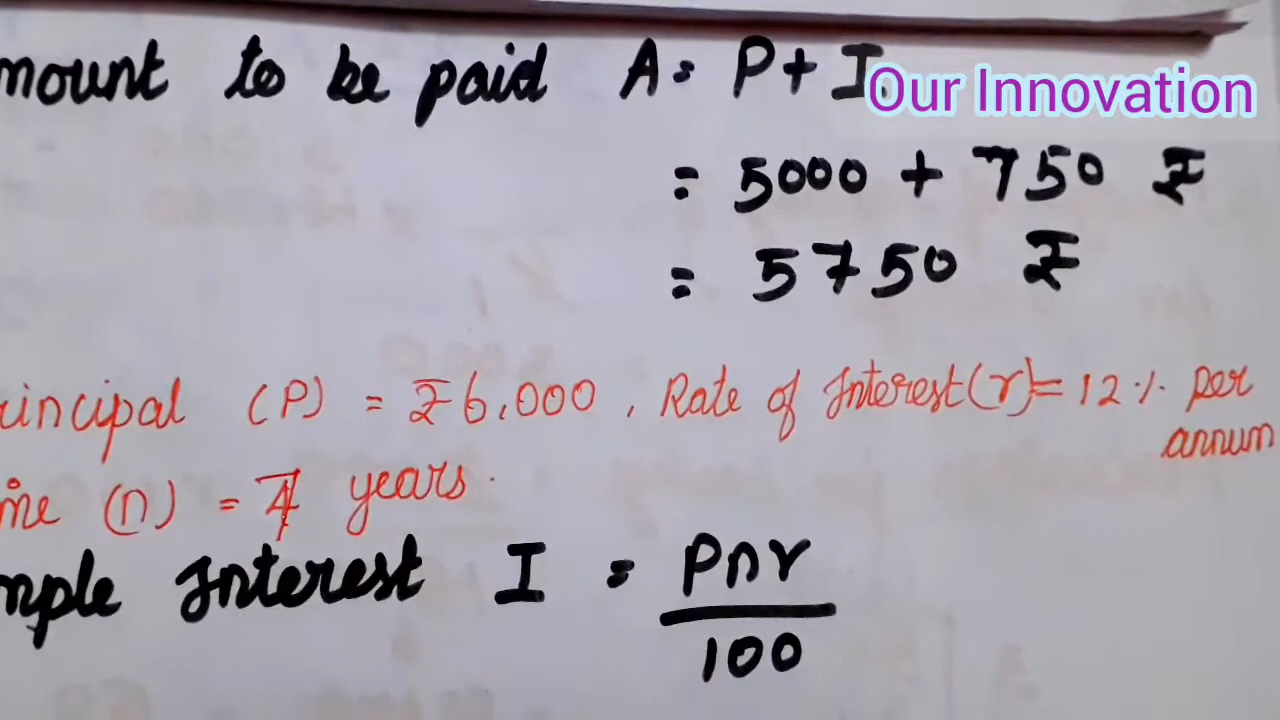 mount to be paid A = P + I.
Our Innovation
= 5000 + 750 ₹
= 5750 ₹
rincipal (P) = ₹6,000, Rate of Interest (r) = 12% per
annum
me (n) = years.
mple Interest I = Pnr
100